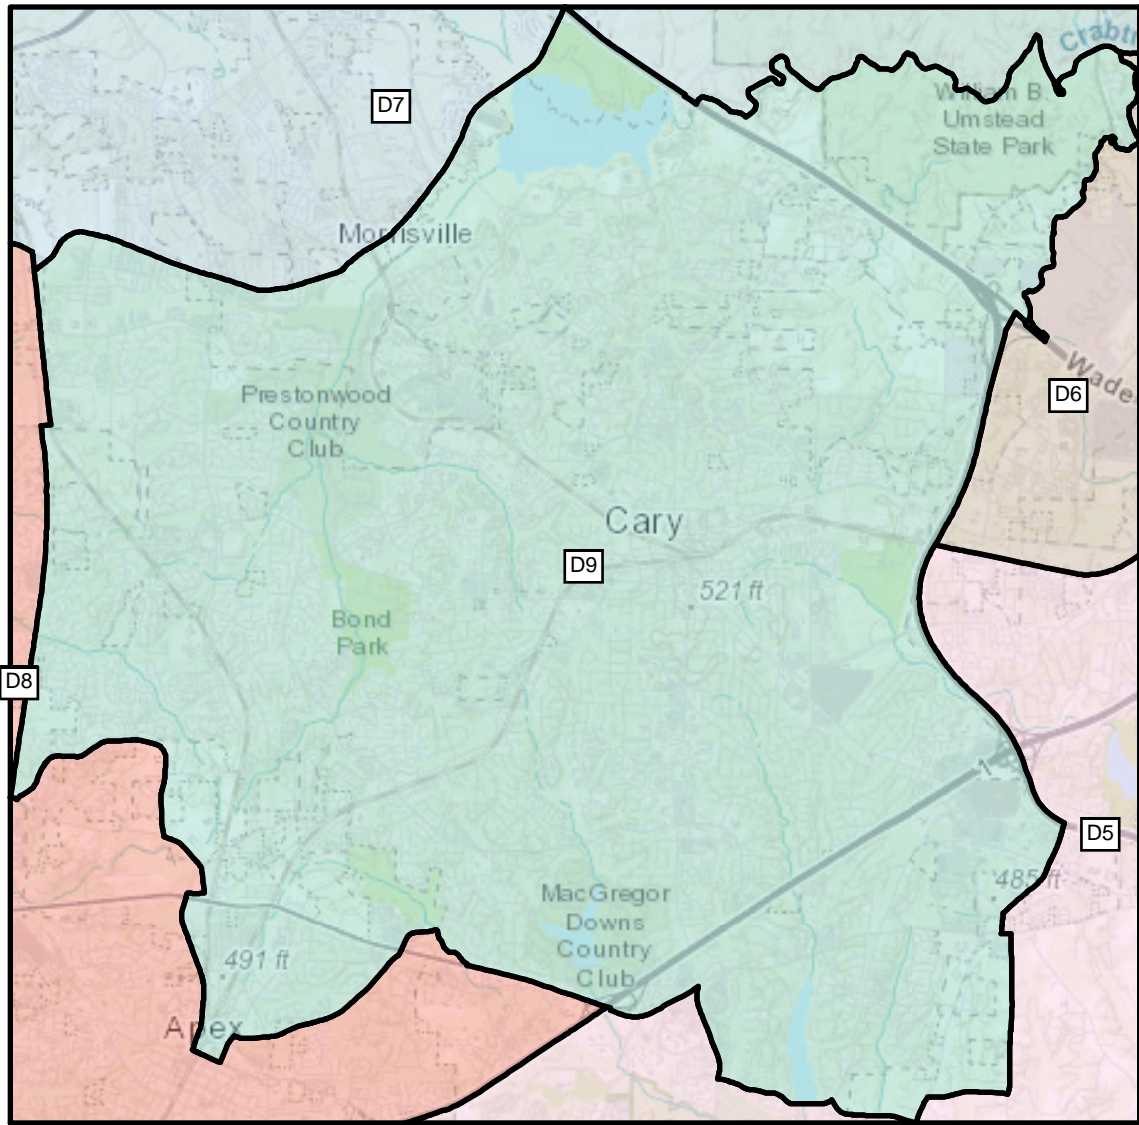 Crabt
D7
William B.
Umstead
State Park
Morrisville
Prestonwood
Country
Club
Wade
D6
Cary
D9
521 ft
Bond
Park
D8
1
D5
485 ft
MacGregor
Downs
Country
Club
491 ft
Apex